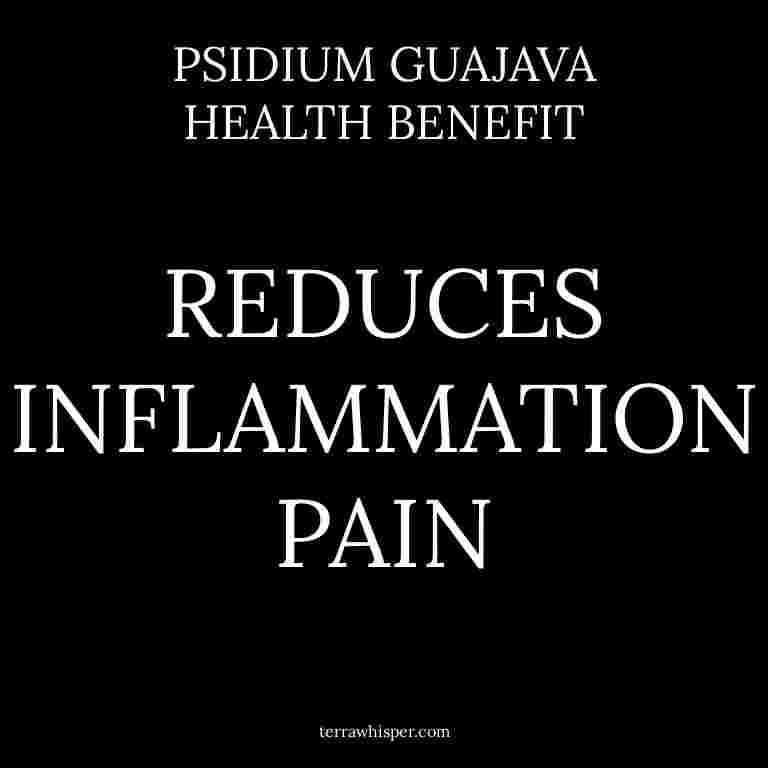 PSIDIUM GUAJAVA
HEALTH BENEFIT
REDUCES
INFLAMMATION
PAIN
terrawhisper.com